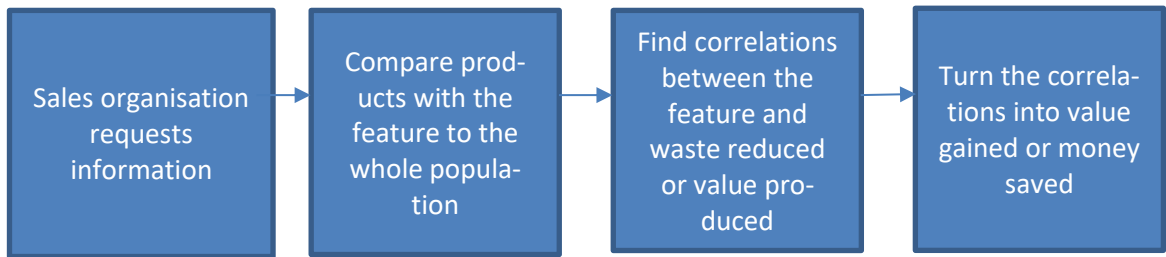 Sales organisation
requests
information
Compare prod-
ucts with the
feature to the
whole popula-
tion
Find correlations
between the
feature and
waste reduced
or value pro-
duced
Turn the correla-
tions into value
gained or money
saved